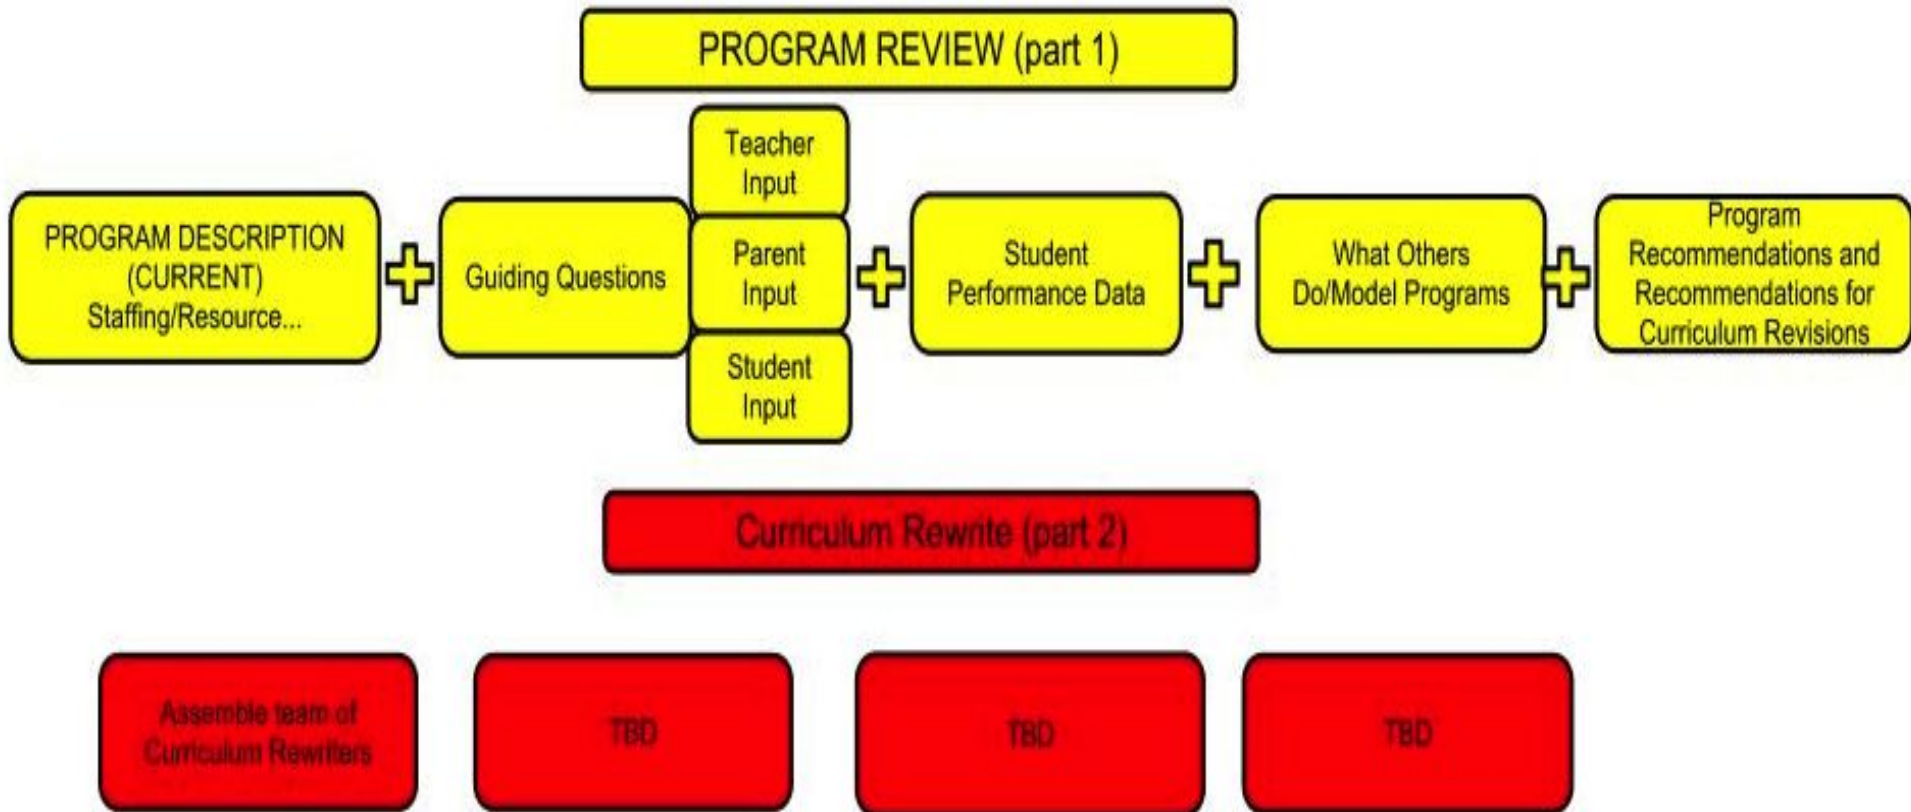 PROGRAM REVIEW (part 1)
PROGRAM DESCRIPTION
(CURRENT)
Staffing/Resource...
Guiding Questions
Teacher
Input
Parent
Input
Student
Input
Student
Performance Data
What Others
Do/Model Programs
Program
Recommendations and
Recommendations for
Curriculum Revisions
Curriculum Rewrite (part 2)
Assemble team of
Curriculum Rewriters
TBD
TBD
TBD